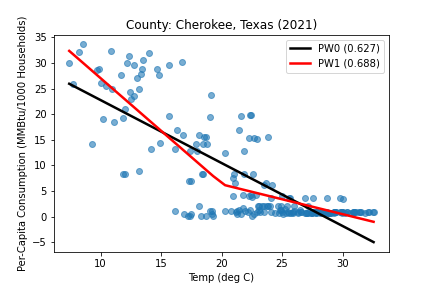 County: Cherokee, Texas (2021)
PW0 (0.627)
PW1 (0.688)
Per-Capita Consumption (MMBtu/1000 Households)
35
30
25
20
15
10
5
0
−5
10 15 20 25 30
Temp (deg C)